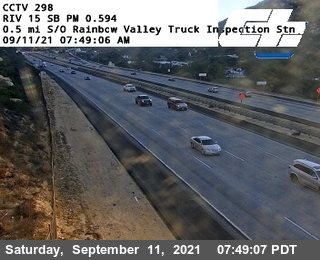 CCTV 298
RIV 15 SB PM 0.594
0.5 mi S/O Rainbow Valley Truck Inspection Stn
09/11/21 07:49:06 AM
Saturday, September 11, 2021 07:49:07 PDT